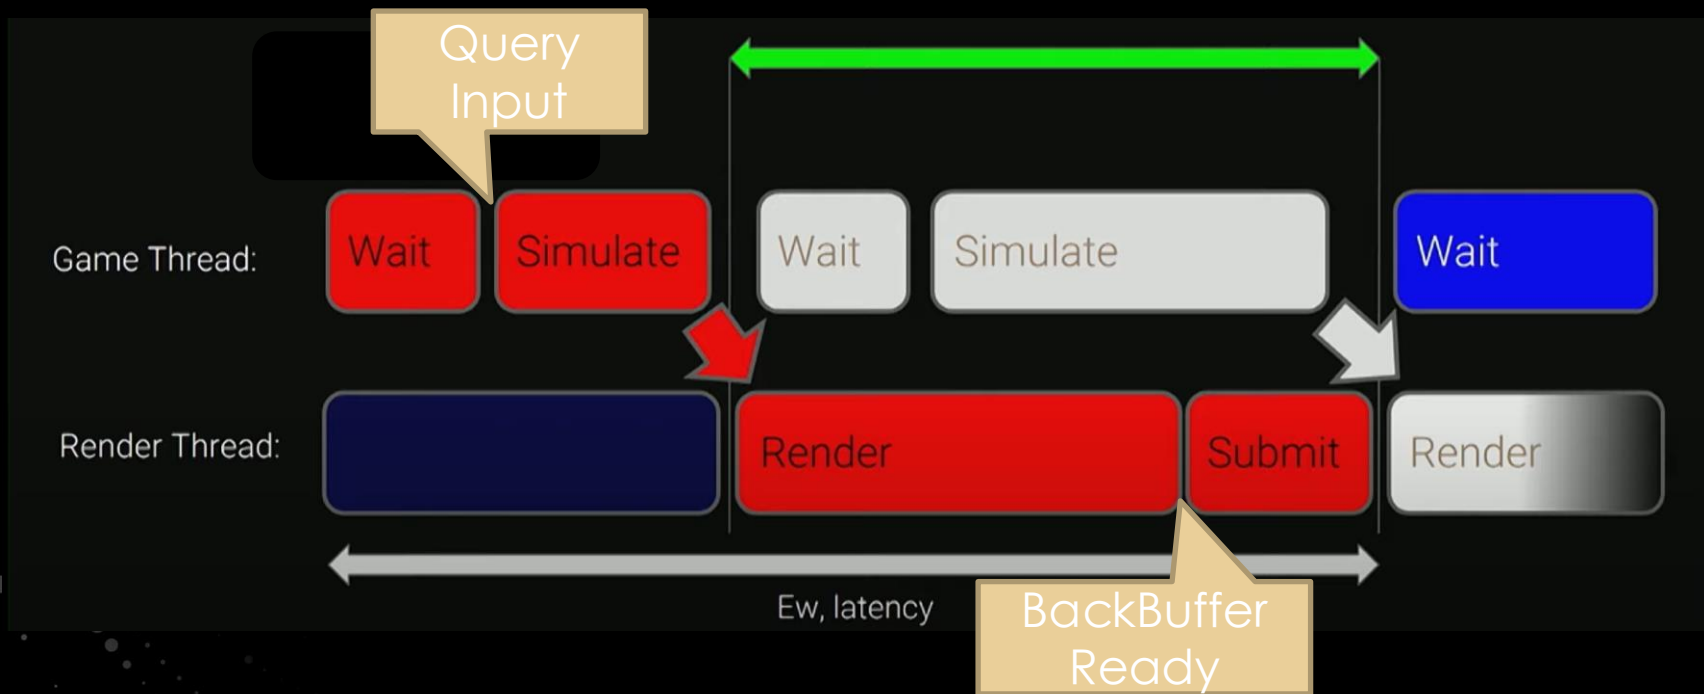 Query
Input
Game Thread:
Wait
Simulate
Wait
Simulate
Wait
Render Thread:
Render
Submit
Render
Ew, latency
BackBuffer
Ready